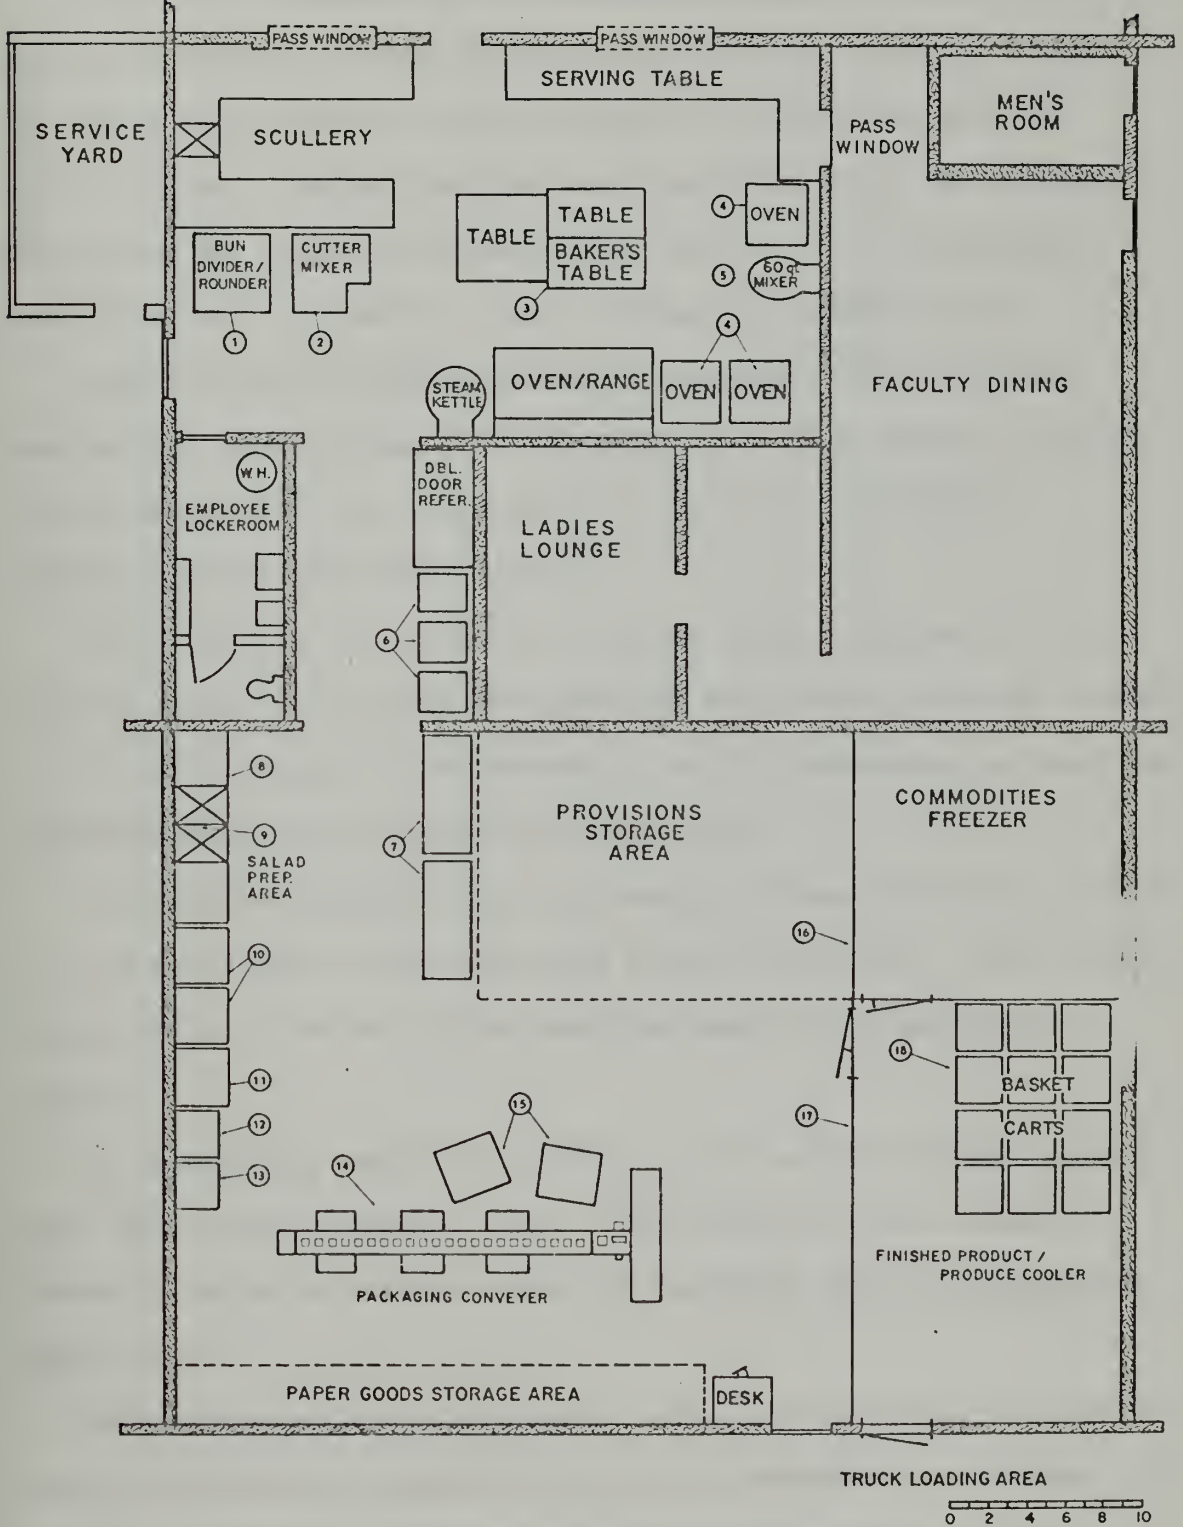 PASS WINDOW
PASS WINDOW
SERVING TABLE
SERVICE
YARD
SCULLERY
PASS
WINDOW
MEN'S
ROOM
TABLE
TABLE
BAKER'S
TABLE
3
4
OVEN
5
60 qt
MIXER
BUN
DIVIDER/
ROUNDER
1
CUTTER
MIXER
2
4
STEAM
KETTLE
OVEN/RANGE
OVEN
OVEN
FACULTY DINING
W.H.
EMPLOYEE
LOCKEROOM
DBL.
DOOR
REFER.
LADIES
LOUNGE
6
8
9
SALAD
PREP.
AREA
7
PROVISIONS
STORAGE
AREA
COMMODITIES
FREEZER
10
16
11
12
13
15
14
17
18
BASKET
CARTS
PACKAGING CONVEYER
FINISHED PRODUCT /
PRODUCE COOLER
PAPER GOODS STORAGE AREA
DESK
TRUCK LOADING AREA
0 2 4 6 8 10